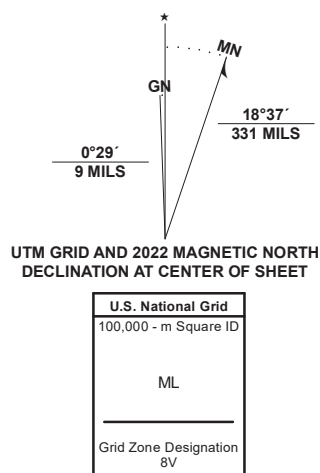 ★
MN
GN
18°37´
331 MILS
0°29´
9 MILS
UTM GRID AND 2022 MAGNETIC NORTH
DECLINATION AT CENTER OF SHEET
U.S. National Grid
100,000 - m Square ID
ML
Grid Zone Designation
8V